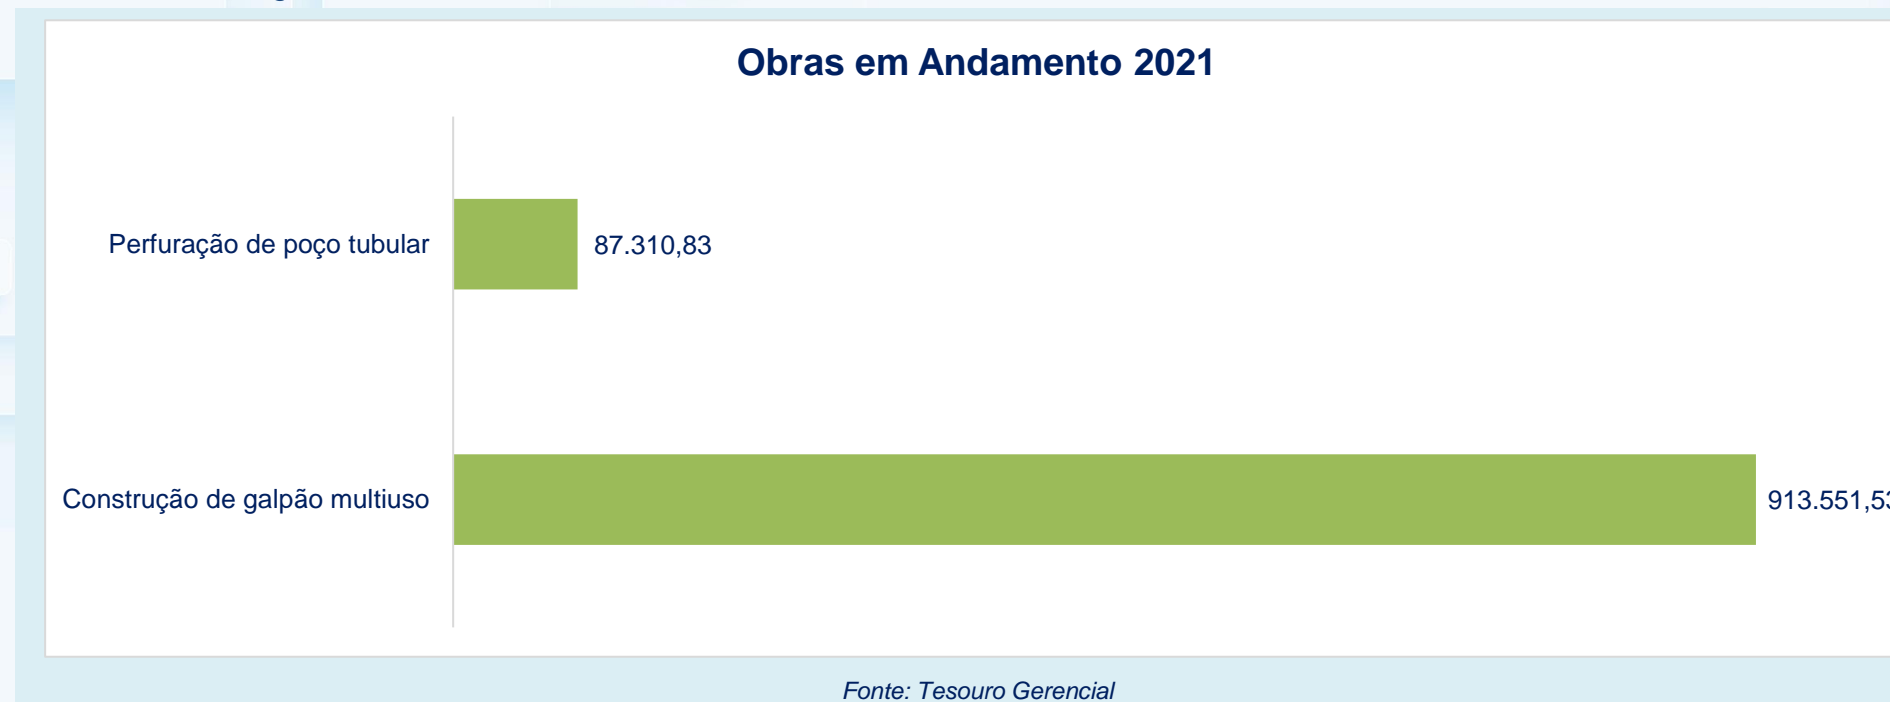 Obras em Andamento 2021
Perfuração de poço tubular
87.310,83
Construção de galpão multiuso
913.551,53
Fonte: Tesouro Gerencial